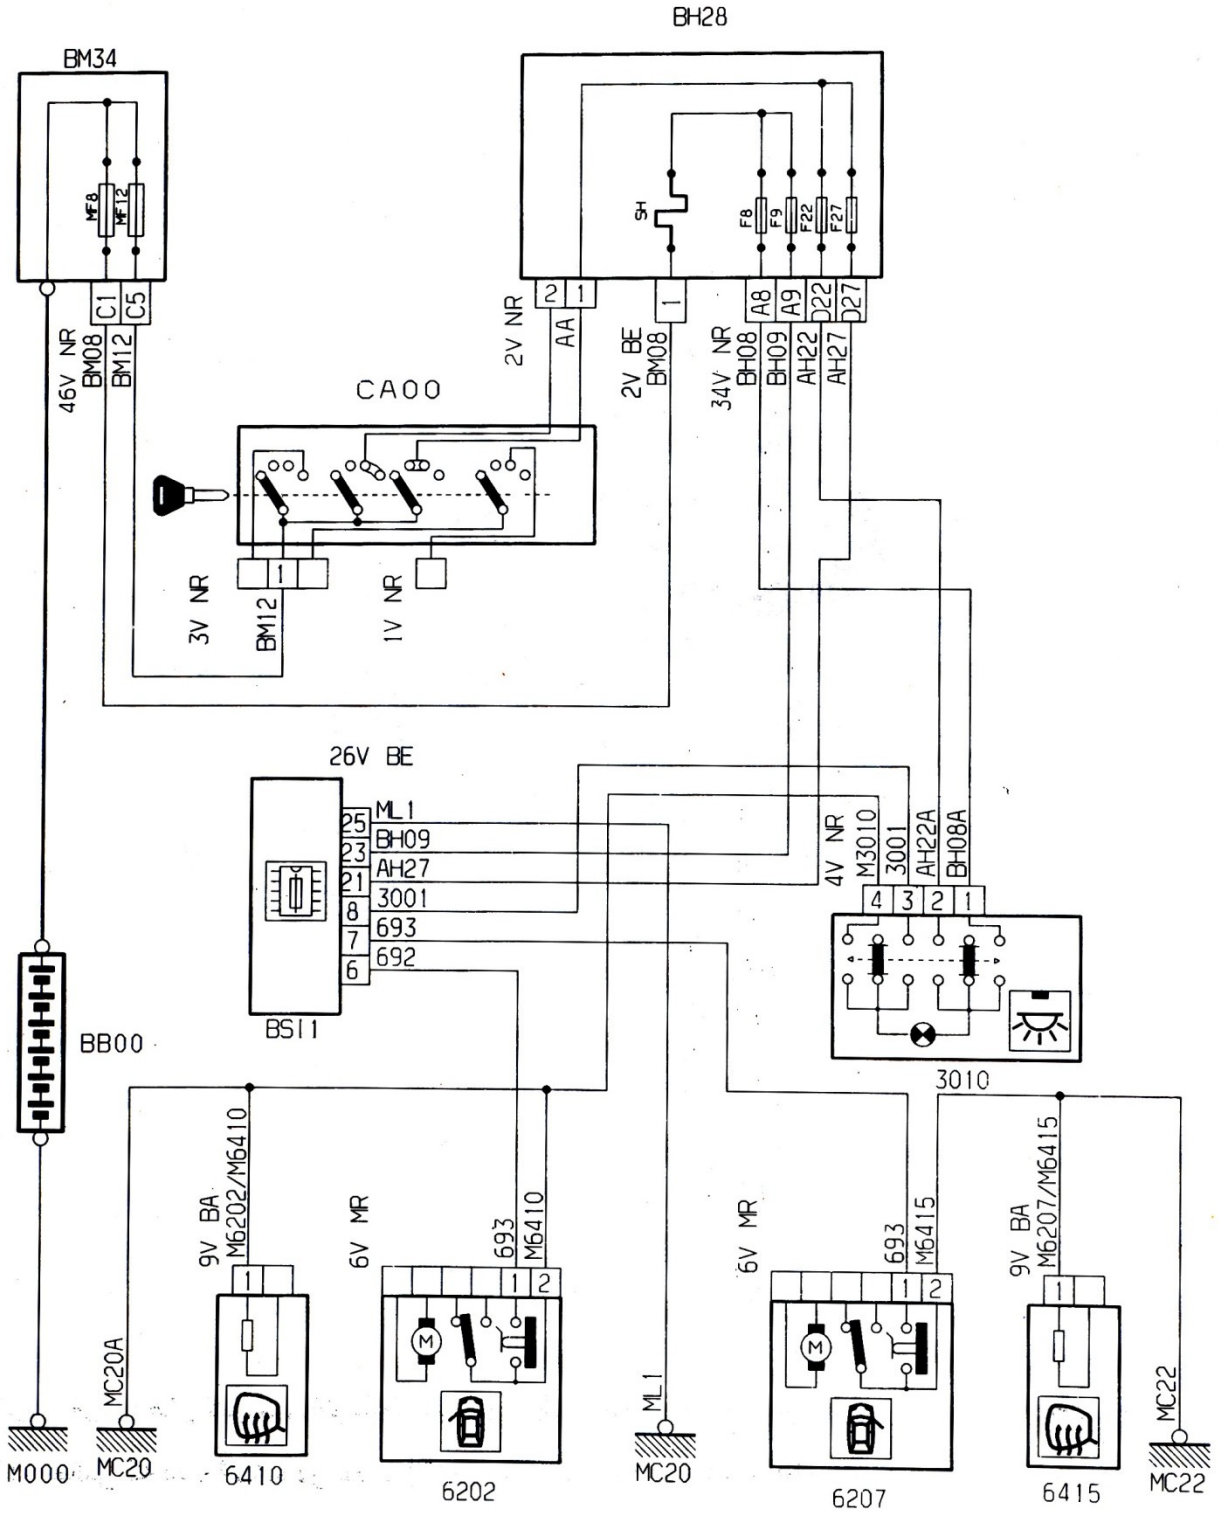 BH28
BM34
MF8
MF12
SH
F8
F9
F22
F27
C1
C5
2
1
1
A8
A9
D22
D27
46V NR
BM08
BM12
2V NR
AA
2V BE
BM08
34V NR
BH08
BH09
AH22
AH27
CA00
1
3V NR
BM12
1V NR
26V BE
25 ML1
23 BH09
21 AH27
8 3001
7 693
6 692
BSI1
4V NR
M3010
3001
AH22A
BH08A
4
3
2
1
3010
BB00
9V BA
M6202/M6410
6V MR
693
M6410
6V MR
693
M6415
9V BA
M6207/M6415
1
1
2
1
2
1
M
M
MC20A
ML1
MC22
M000
MC20
6410
6202
MC20
6207
6415
MC22